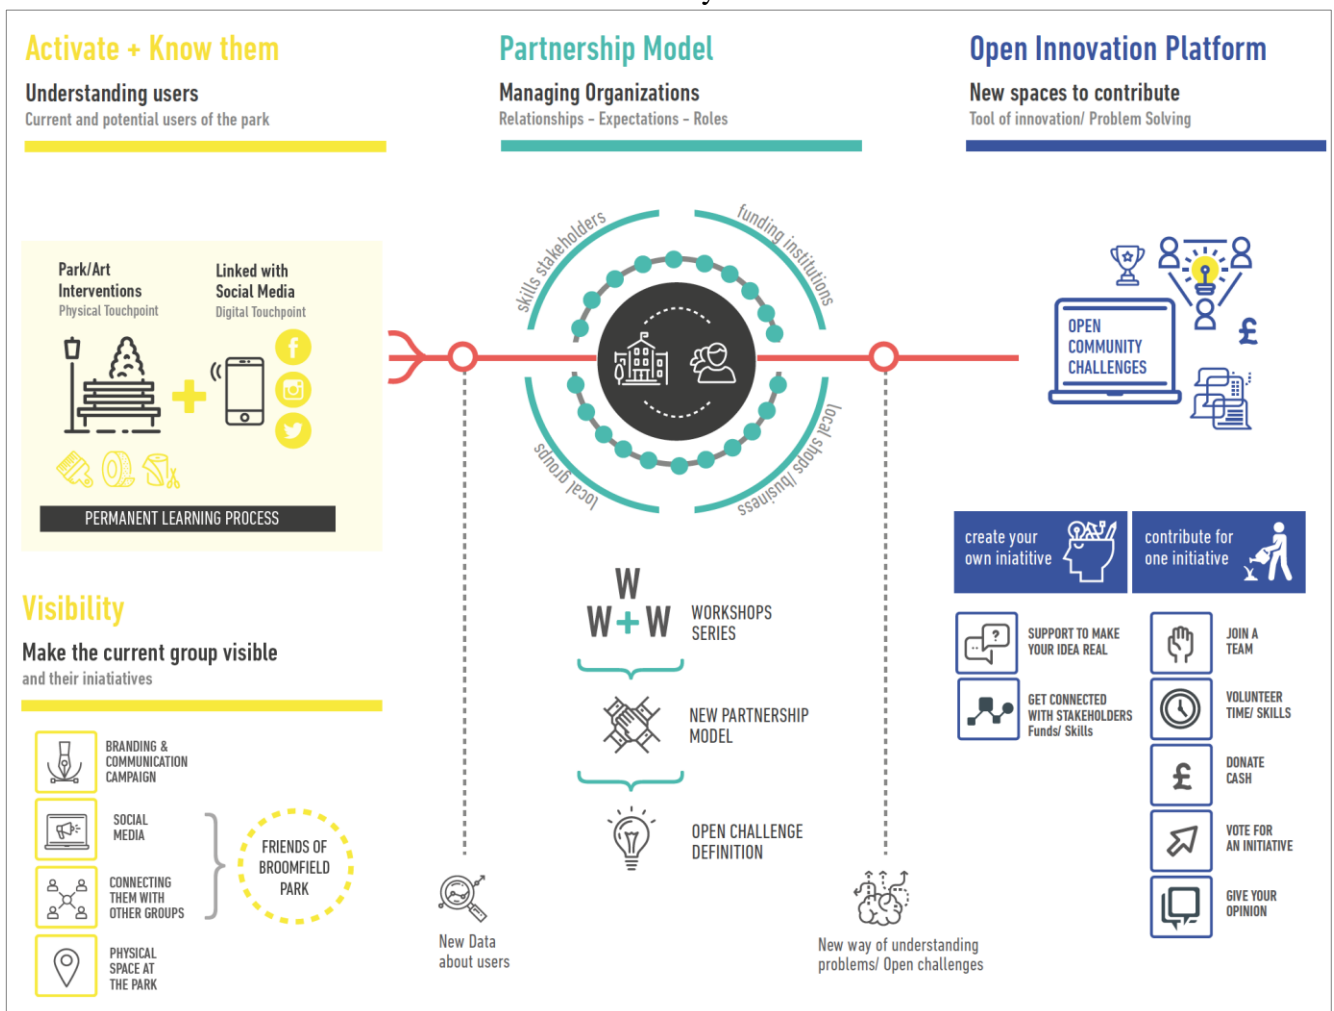 Activate + Know them
Understanding users
Current and potential users of the park
Park/Art
Interventions
Physical Touchpoint
Linked with
Social Media
Digital Touchpoint
PERMANENT LEARNING PROCESS
Visibility
Make the current group visible
and their iniatiatives
BRANDING &
COMMUNICATION
CAMPAIGN
SOCIAL
MEDIA
CONNECTING
THEM WITH
OTHER GROUPS
PHYSICAL
SPACE AT
THE PARK
FRIENDS OF
BROOMFIELD
PARK
Partnership Model
Managing Organizations
Relationships - Expectations - Roles
skills stakeholders
funding institutions
local groups
local shops/business
W
W + W
WORKSHOPS
SERIES
NEW PARTNERSHIP
MODEL
OPEN CHALLENGE
DEFINITION
New Data
about users
New way of understanding
problems/ Open challenges
Open Innovation Platform
New spaces to contribute
Tool of innovation/ Problem Solving
OPEN
COMMUNITY
CHALLENGES
£
create your
own iniatitive
contribute for
one initiative
?
SUPPORT TO MAKE
YOUR IDEA REAL
GET CONNECTED
WITH STAKEHOLDERS
Funds/ Skills
JOIN A
TEAM
VOLUNTEER
TIME/ SKILLS
£
DONATE
CASH
VOTE FOR
AN INITIATIVE
GIVE YOUR
OPINION